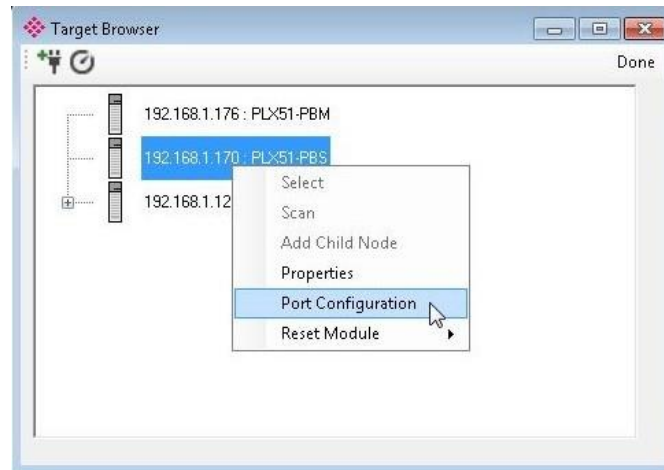 Target Browser
Done
192.168.1.176 : PLX51-PBM
192.168.1.170 : PLX51-PBS
192.168.1.12
Select
Scan
Add Child Node
Properties
Port Configuration
Reset Module